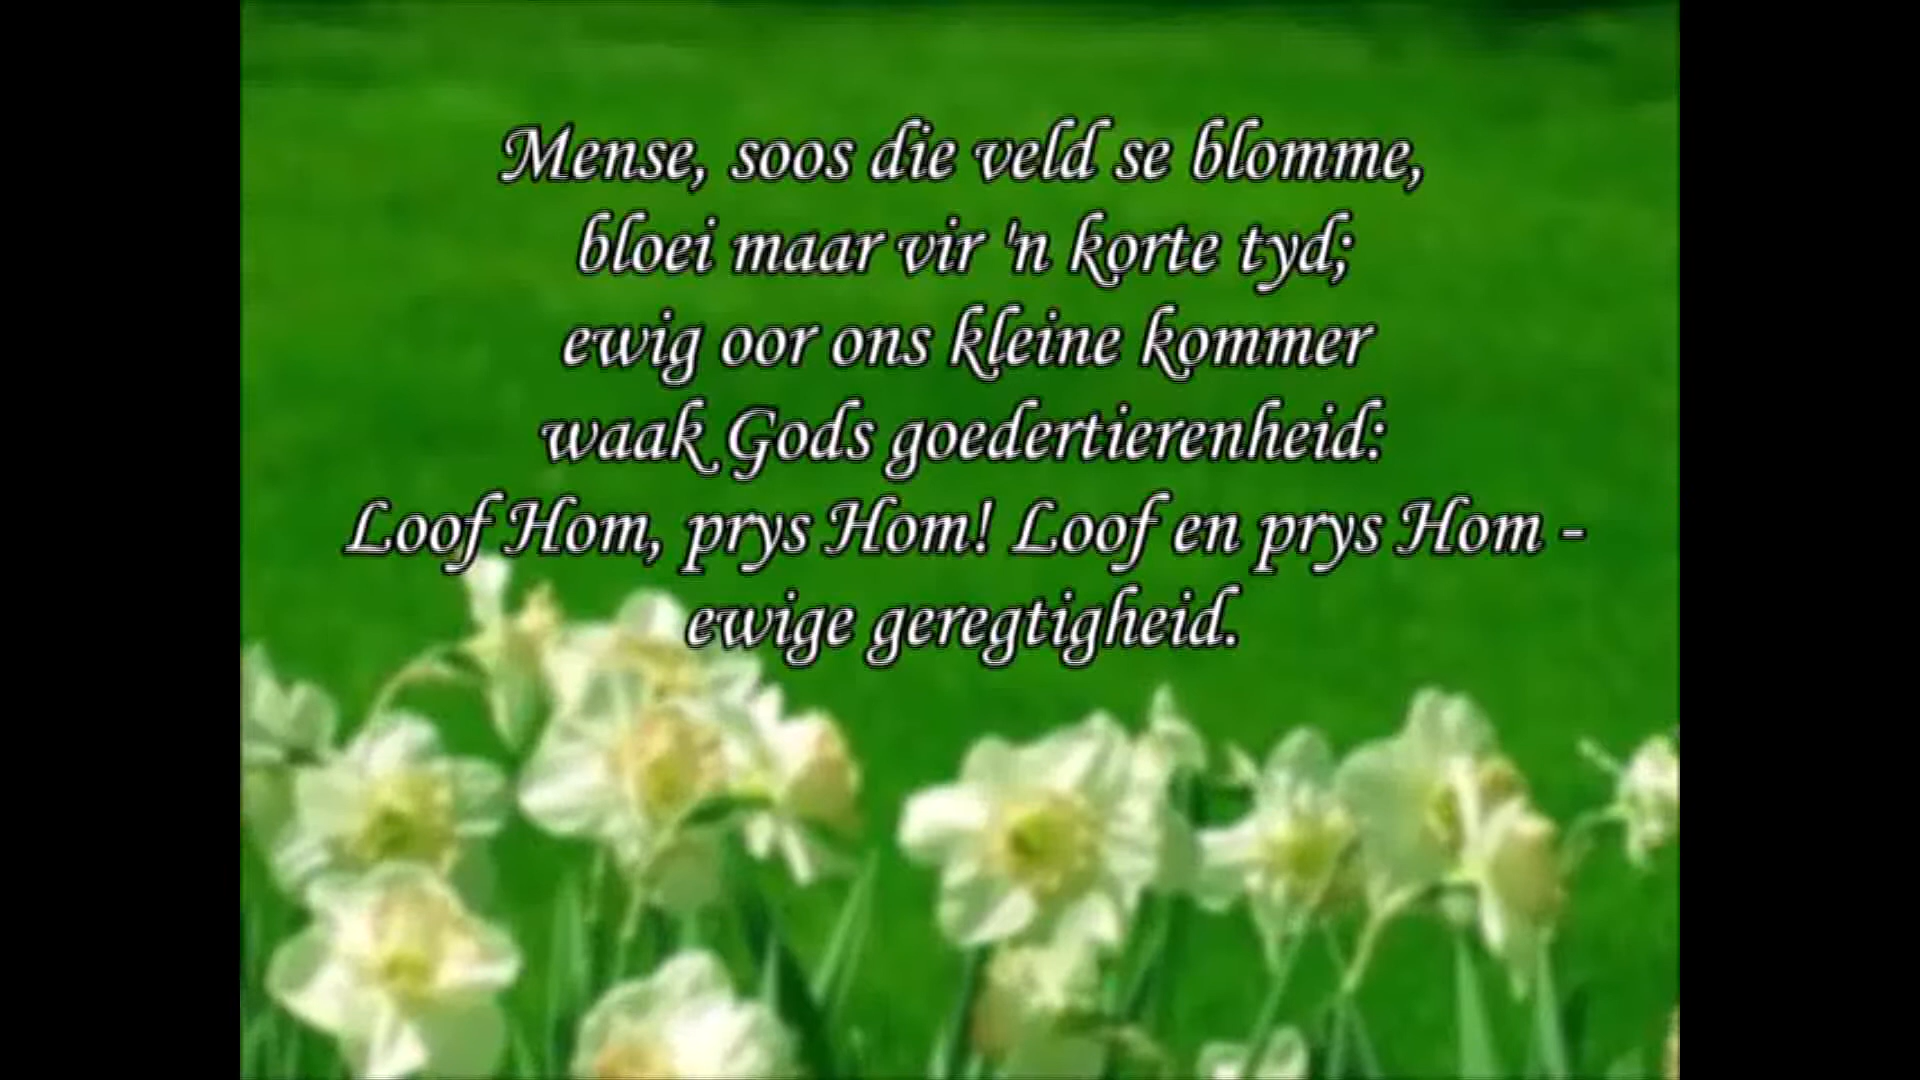 Mense, soos die veld se blomme,
bloei maar vir 'n korte tyd;
ewig oor ons kleine kommer
waak Gods goedertierenheid:
Loof Hom, prys Hom! Loof en prys Hom -
ewige geregtigheid.